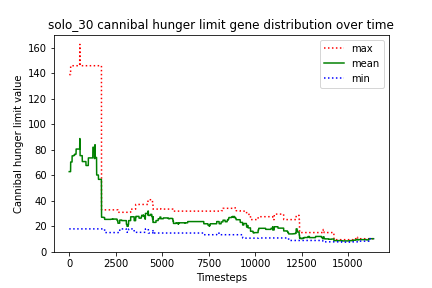 solo_30 cannibal hunger limit gene distribution over time
160
140
120
100
80
60
40
20
0
Cannibal hunger limit value
max
mean
min
0
2500
5000
7500
10000
12500
15000
Timesteps